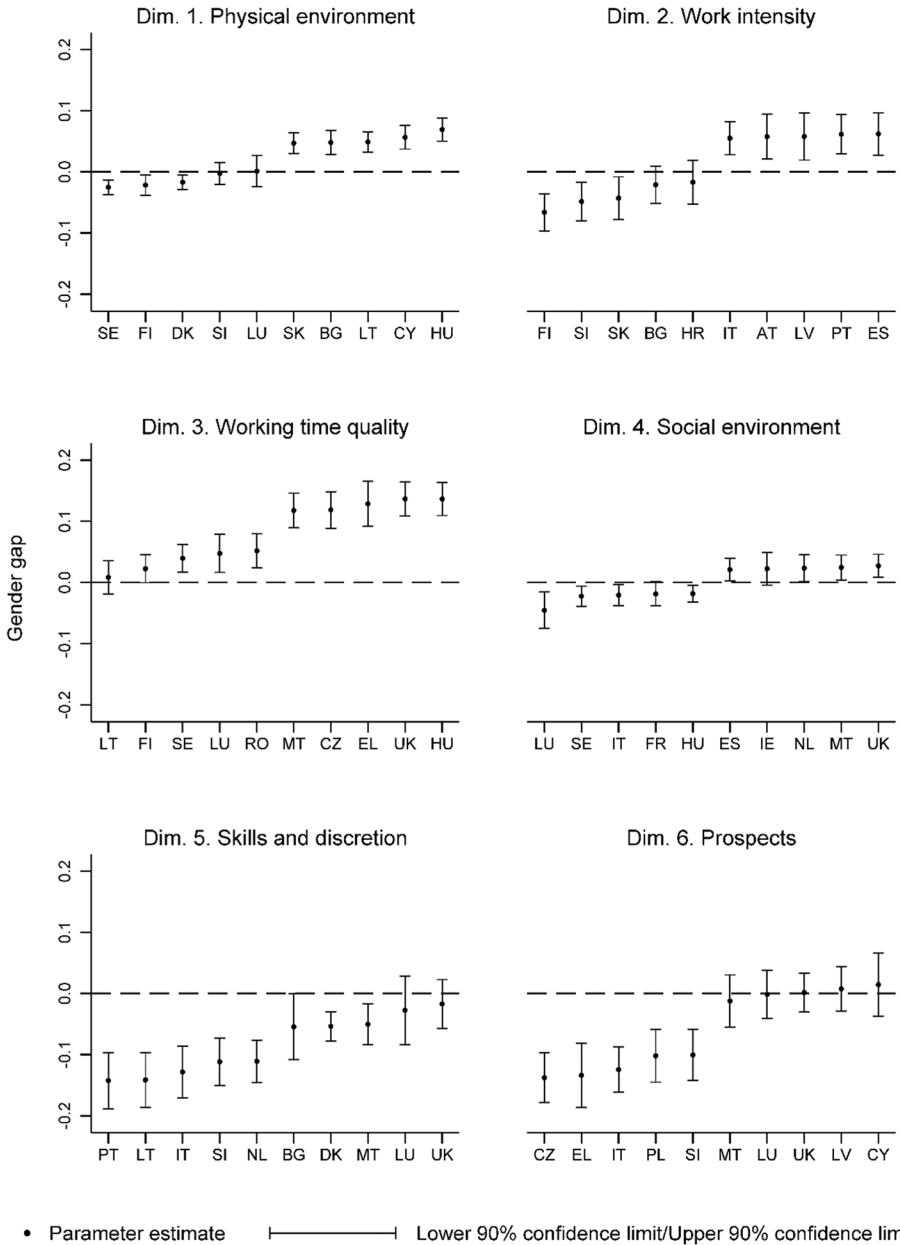 Dim. 1. Physical environment
0.2
0.1
0.0
-0.1
-0.2
SE FI DK SI LU SK BG LT CY HU
Dim. 2. Work intensity
FI SI SK BG HR IT AT LV PT ES
Gender gap
Dim. 3. Working time quality
0.2
0.1
0.0
-0.1
-0.2
LT FI SE LU RO MT CZ EL UK HU
Dim. 4. Social environment
LU SE IT FR HU ES IE NL MT UK
Dim. 5. Skills and discretion
0.2
0.1
0.0
-0.1
-0.2
PT LT IT SI NL BG DK MT LU UK
Dim. 6. Prospects
CZ EL IT PL SI MT LU UK LV CY
Parameter estimate
Lower 90% confidence limit/Upper 90% confidence lim